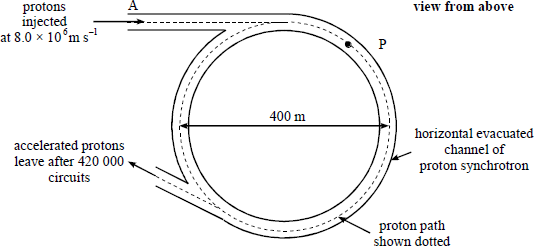 protons
injected
at 8.0 × 10⁶m s⁻¹
A
view from above
P
400 m
accelerated protons
leave after 420 000
circuits
horizontal evacuated
channel of
proton synchrotron
proton path
shown dotted